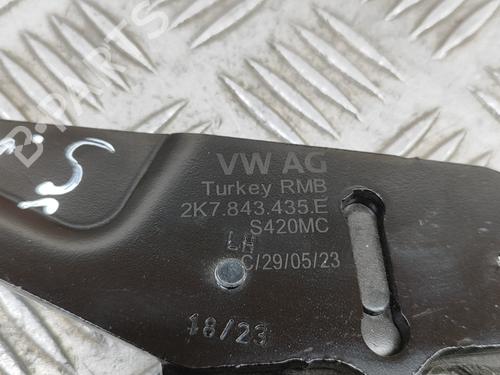 VW AG
Turkey RMB
2K7.843.435.E
S420MC
LH
C/29/05/23
18/23